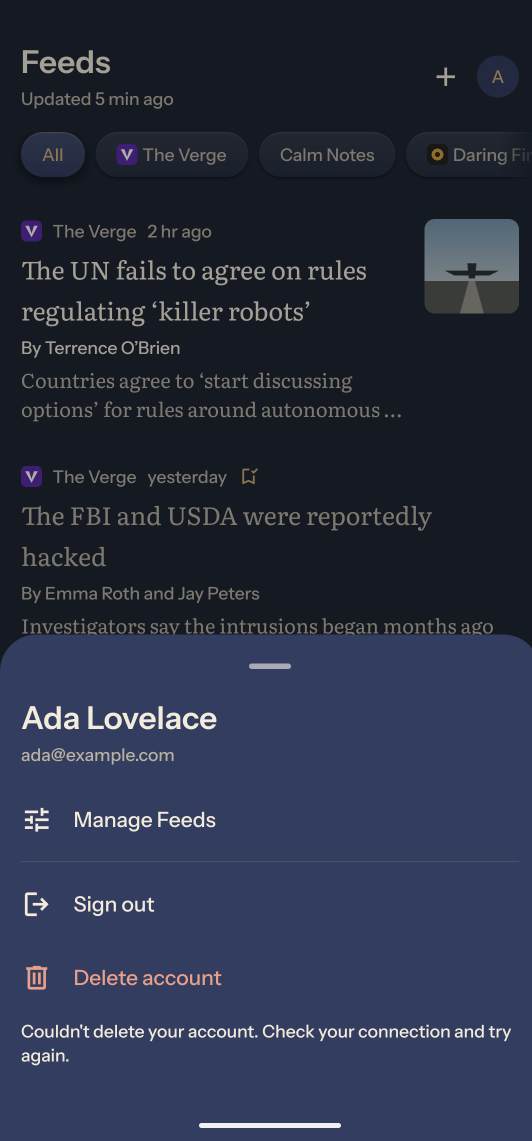 Feeds
Updated 5 min ago
A
All
The Verge
Calm Notes
Daring
The Verge 2 hr ago
The UN fails to agree on rules
regulating ‘killer robots’
By Terrence O’Brien
Countries agree to ‘start discussing
options’ for rules around autonomous …
The Verge yesterday
The FBI and USDA were reportedly
hacked
By Emma Roth and Jay Peters
Investigators say the intrusions began months ago
Ada Lovelace
ada@example.com
Manage Feeds
Sign out
Delete account
Couldn't delete your account. Check your connection and try
again.